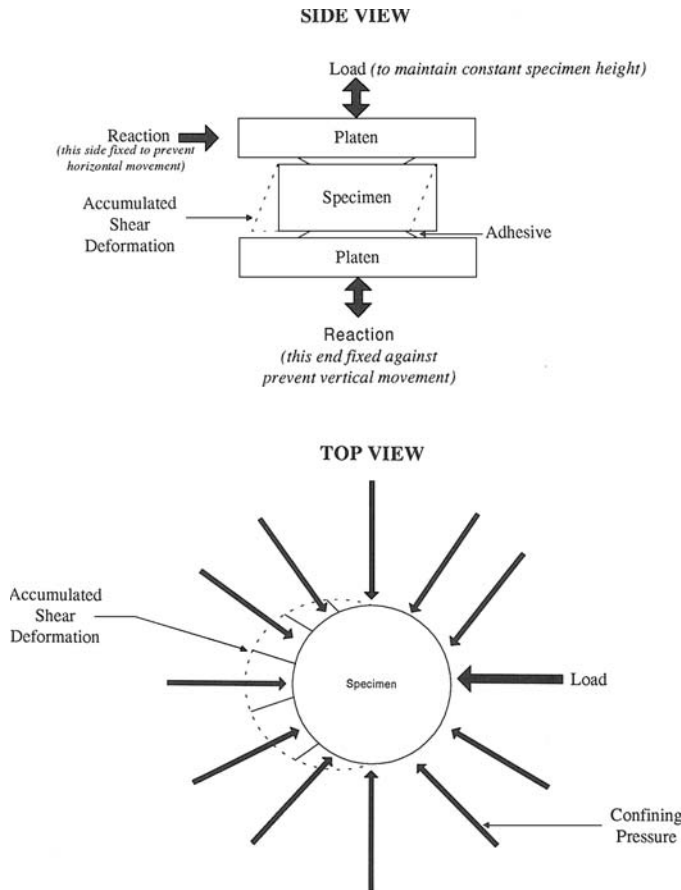 SIDE VIEW
Load (to maintain constant specimen height)
Reaction
(this side fixed to prevent
horizontal movement)
Platen
Specimen
Accumulated
Shear
Deformation
Adhesive
Platen
Reaction
(this end fixed against
prevent vertical movement)
TOP VIEW
Accumulated
Shear
Deformation
Specimen
Load
Confining
Pressure